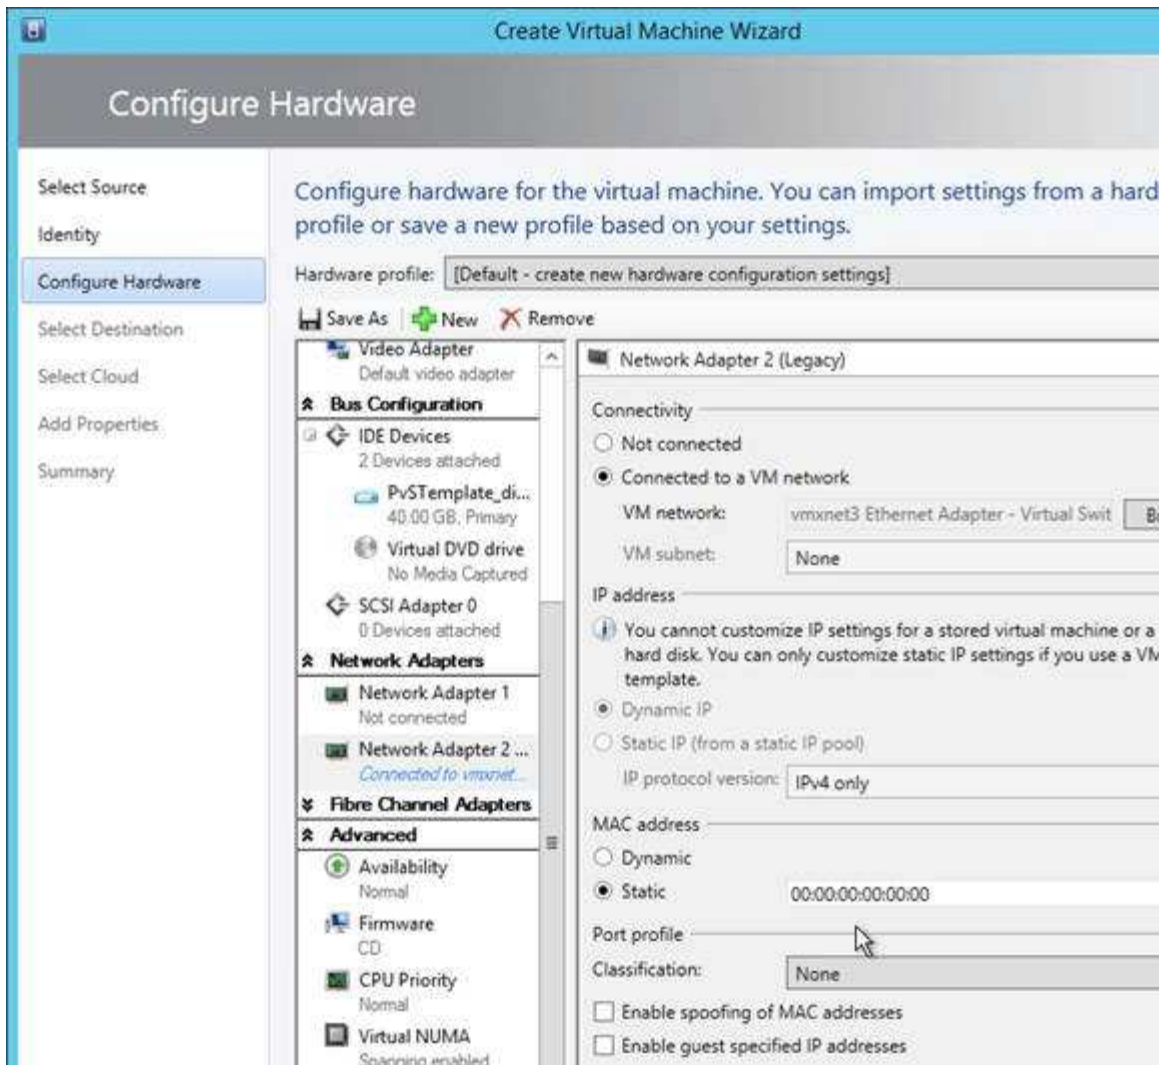 Create Virtual Machine Wizard
Configure Hardware
Select Source
Identity
Configure Hardware
Select Destination
Select Cloud
Add Properties
Summary
Configure hardware for the virtual machine. You can import settings from a hard
profile or save a new profile based on your settings.
Hardware profile: [Default - create new hardware configuration settings]
Save As New Remove
Video Adapter
Default video adapter
Bus Configuration
IDE Devices
2 Devices attached
PvSTemplate_di...
40.00 GB, Primary
Virtual DVD drive
No Media Captured
SCSI Adapter 0
0 Devices attached
Network Adapters
Network Adapter 1
Not connected
Network Adapter 2 ...
Connected to vmxnet...
Fibre Channel Adapters
Advanced
Availability
Normal
Firmware
CD
CPU Priority
Normal
Virtual NUMA
Spanning enabled
Network Adapter 2 (Legacy)
Connectivity
Not connected
Connected to a VM network
VM network: vmxnet3 Ethernet Adapter - Virtual Swit
VM subnet: None
IP address
You cannot customize IP settings for a stored virtual machine or a
hard disk. You can only customize static IP settings if you use a VM
template.
Dynamic IP
Static IP (from a static IP pool)
IP protocol version: IPv4 only
MAC address
Dynamic
Static 00:00:00:00:00:00
Port profile
Classification: None
Enable spoofing of MAC addresses
Enable guest specified IP addresses